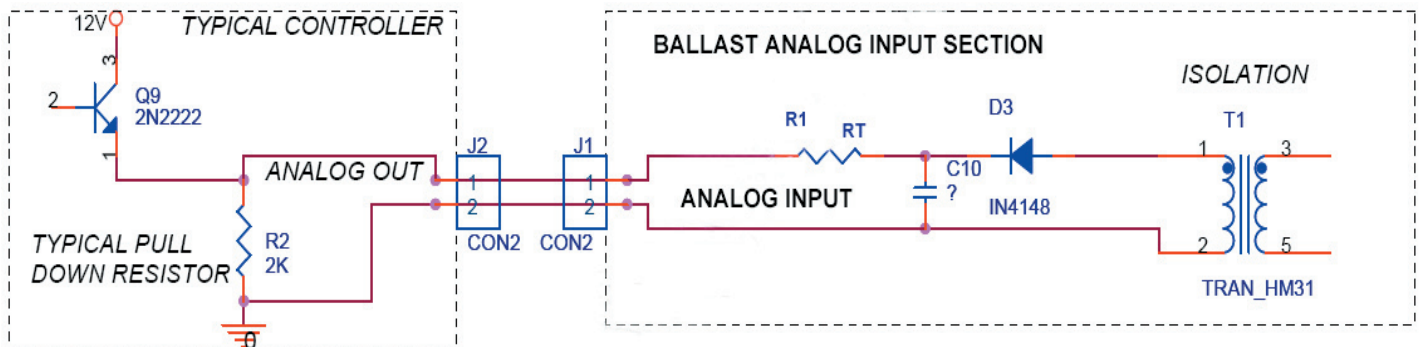 12V
TYPICAL CONTROLLER
3
2
Q9
2N2222
1
ANALOG OUT
TYPICAL PULL
DOWN RESISTOR
R2
2K
0
J2
1
2
CON2
J1
1
2
CON2
BALLAST ANALOG INPUT SECTION
ISOLATION
R1
RT
D3
T1
C10
?
ANALOG INPUT
IN4148
1
3
2
5
TRAN_HM31